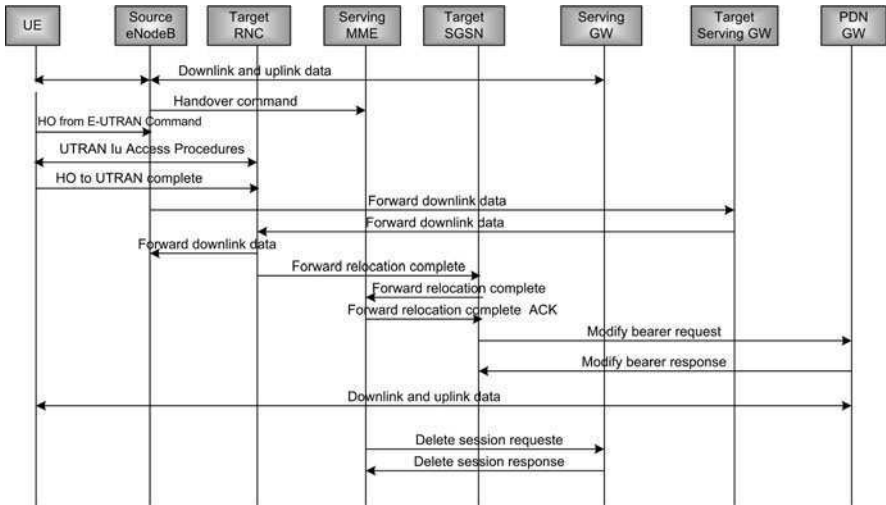 UE
Source
eNodeB
Target
RNC
Serving
MME
Target
SGSN
Serving
GW
Target
Serving GW
PDN
GW
Downlink and uplink data
Handover command
HO from E-UTRAN Command
UTRAN Iu Access Procedures
HO to UTRAN complete
Forward downlink data
Forward downlink data
Forward downlink data
Forward relocation complete
Forward relocation complete
Forward relocation complete ACK
Modify bearer request
Modify bearer response
Downlink and uplink data
Delete session requeste
Delete session response